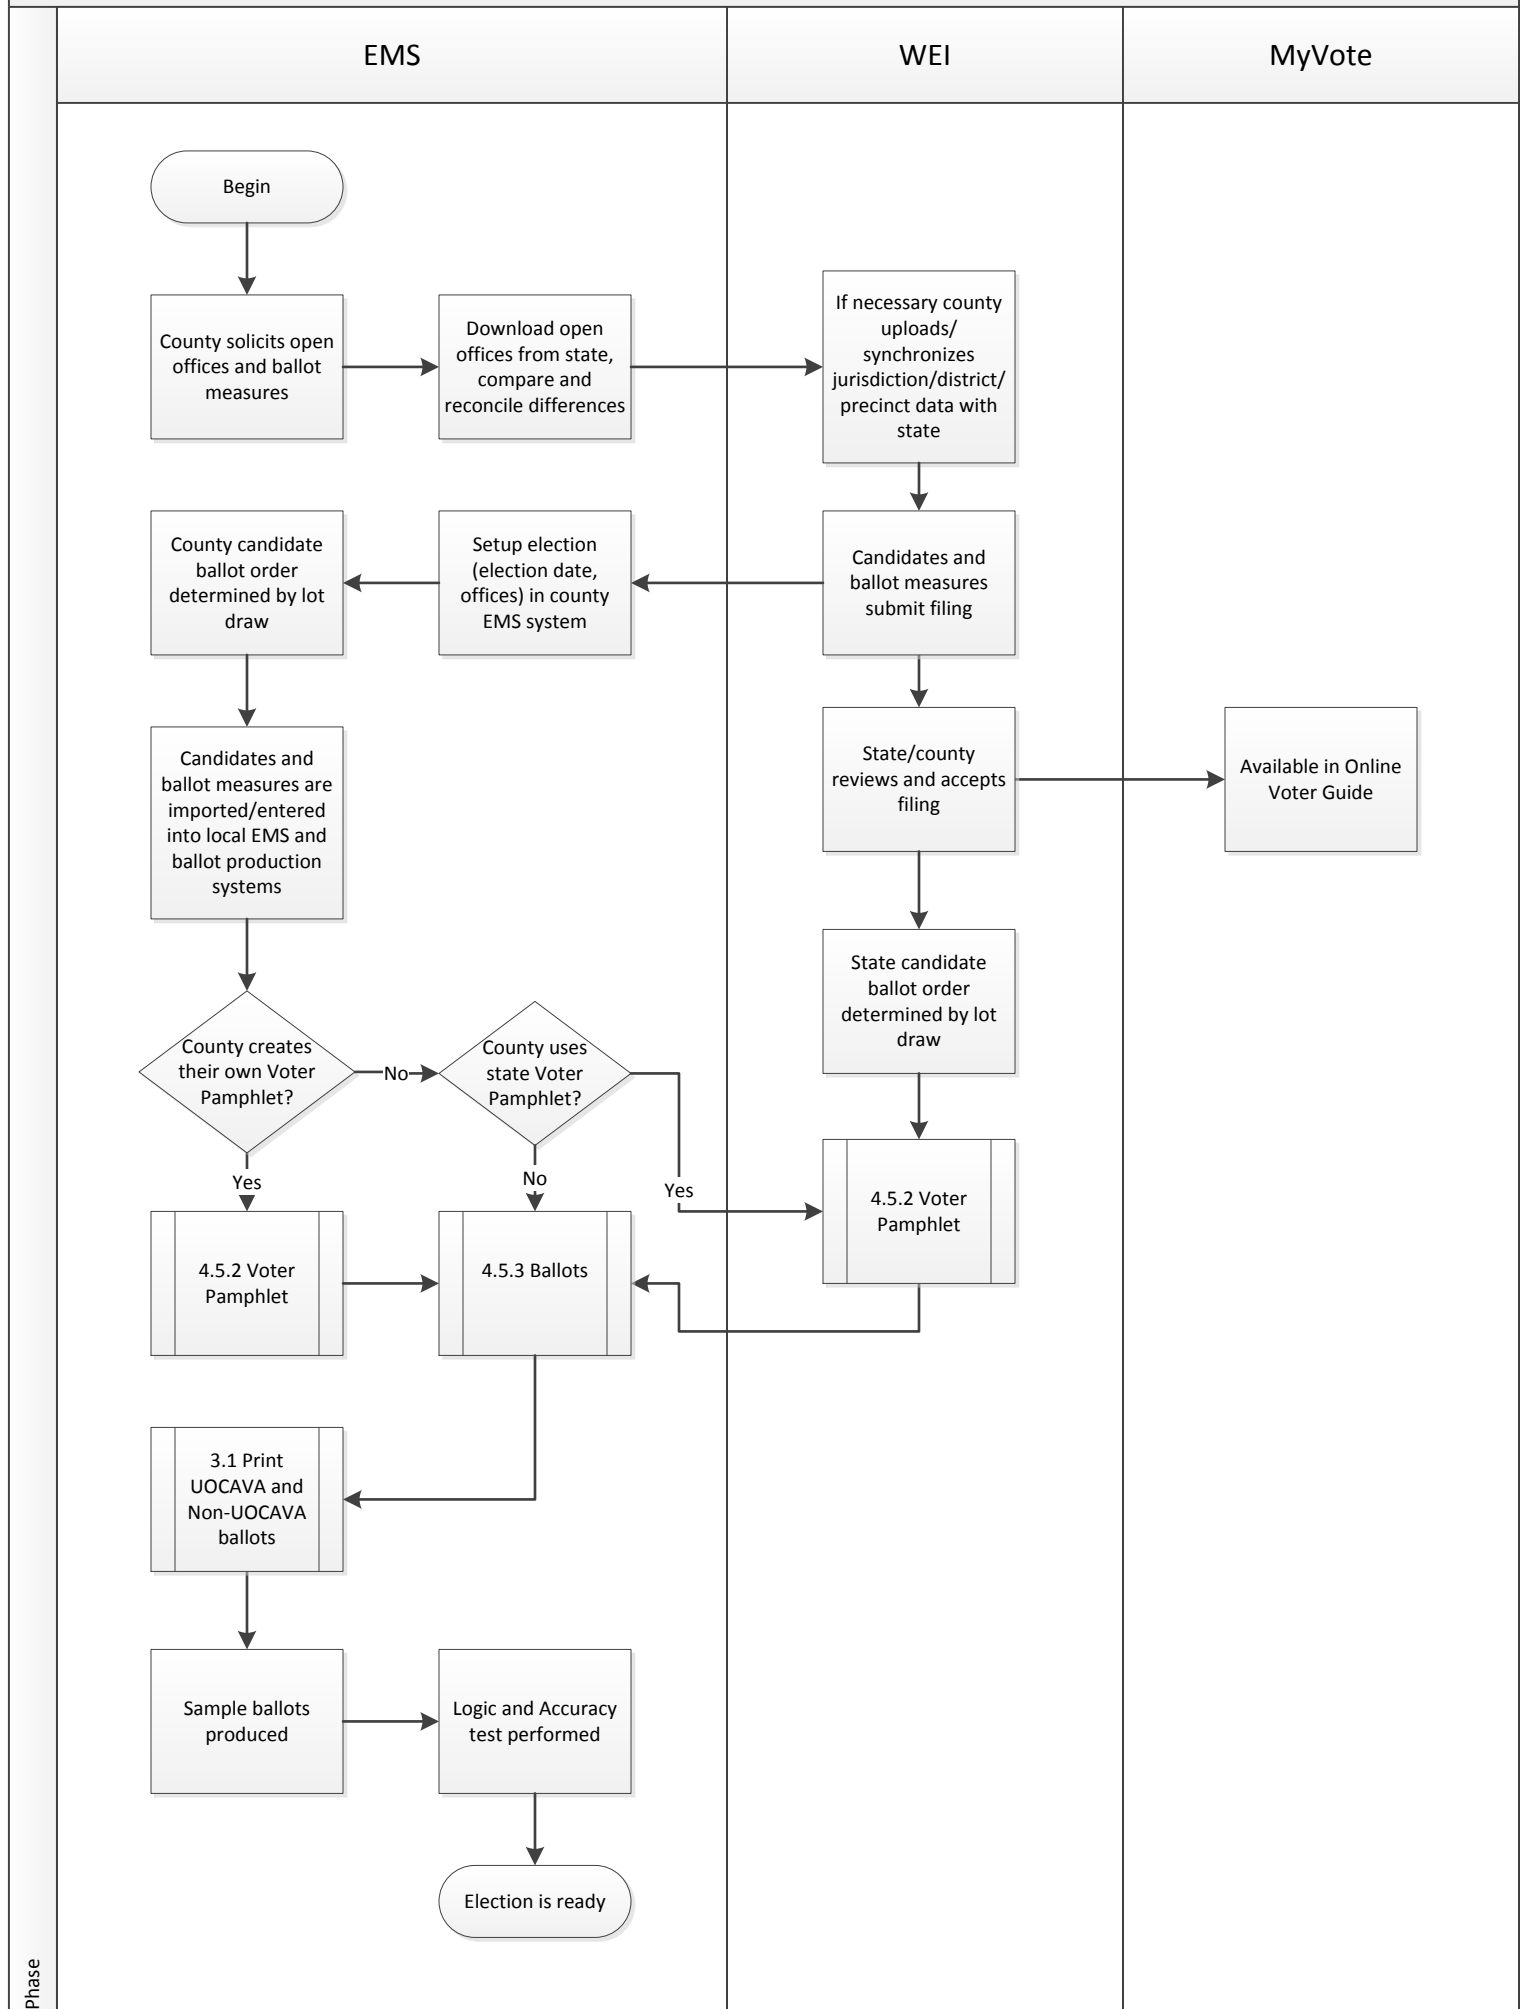 EMS
WEI
MyVote
Begin
County solicits open
offices and ballot
measures
Download open
offices from state,
compare and
reconcile differences
If necessary county
uploads/
synchronizes
jurisdiction/district/
precinct data with
state
County candidate
ballot order
determined by lot
draw
Setup election
(election date,
offices) in county
EMS system
Candidates and
ballot measures
submit filing
Candidates and
ballot measures are
imported/entered
into local EMS and
ballot production
systems
State/county
reviews and accepts
filing
Available in Online
Voter Guide
State candidate
ballot order
determined by lot
draw
County creates
their own Voter
Pamphlet?
No
County uses
state Voter
Pamphlet?
Yes
No
Yes
4.5.2 Voter
Pamphlet
4.5.3 Ballots
4.5.2 Voter
Pamphlet
3.1 Print
UOCAVA and
Non-UOCAVA
ballots
Sample ballots
produced
Logic and Accuracy
test performed
Election is ready
Phase